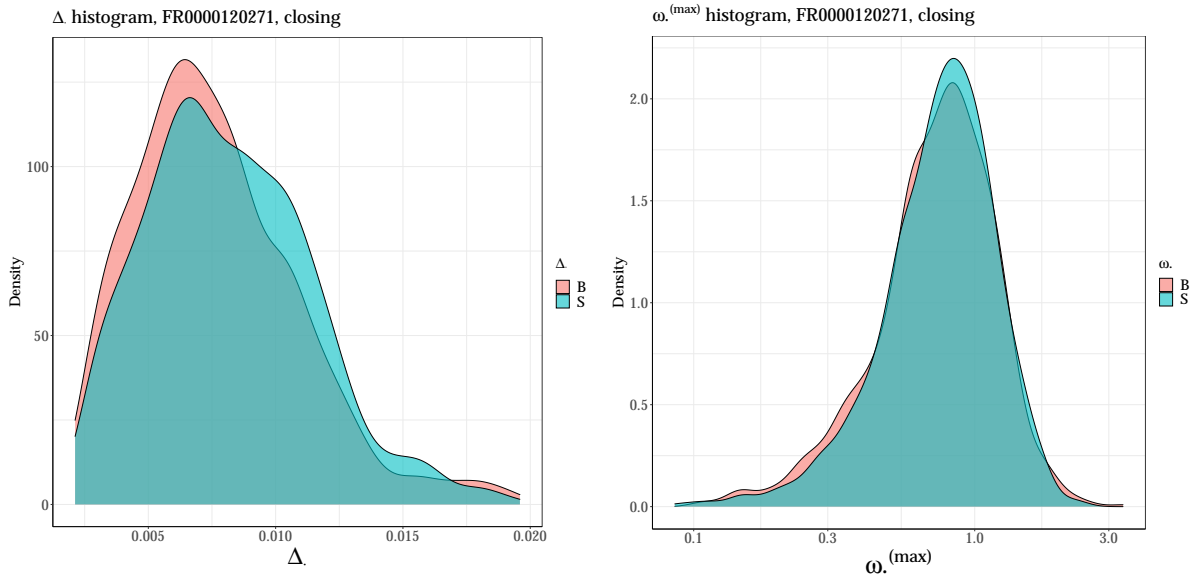 Δ. histogram, FR0000120271, closing
Density
100
50
0
0.005 0.010 0.015 0.020
Δ.
Δ.
B
S
ω.(max) histogram, FR0000120271, closing
Density
2.0
1.5
1.0
0.5
0.0
0.1 0.3 1.0 3.0
ω.(max)
ω.
B
S